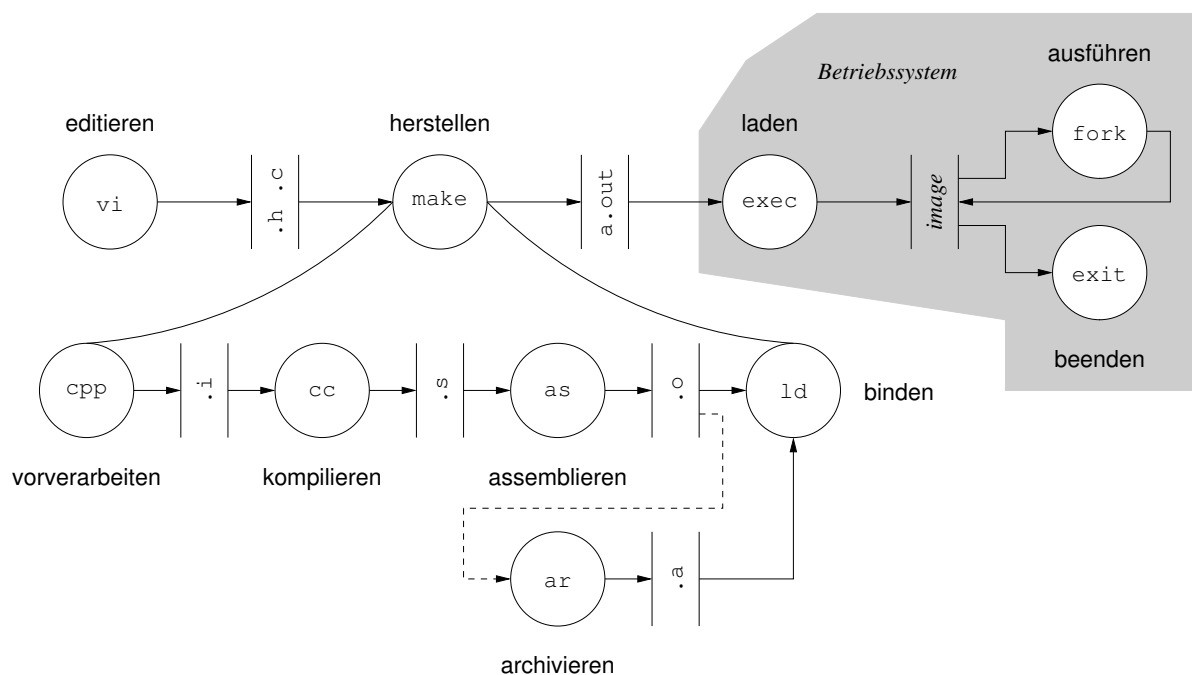 ausführen
Betriebssystem
editieren
herstellen
laden
fork
vi
.h .c
make
a.out
exec
image
exit
beenden
cpp
.i
cc
.s
as
.o
ld
binden
vorverarbeiten
kompilieren
assemblieren
ar
.a
archivieren